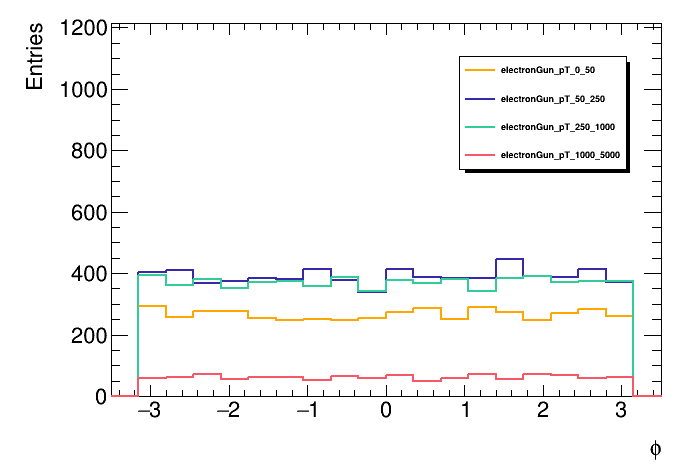 Entries
1200
1000
800
600
400
200
0
electronGun_pT_0_50
electronGun_pT_50_250
electronGun_pT_250_1000
electronGun_pT_1000_5000
−3 −2 −1 0 1 2 3
ϕ